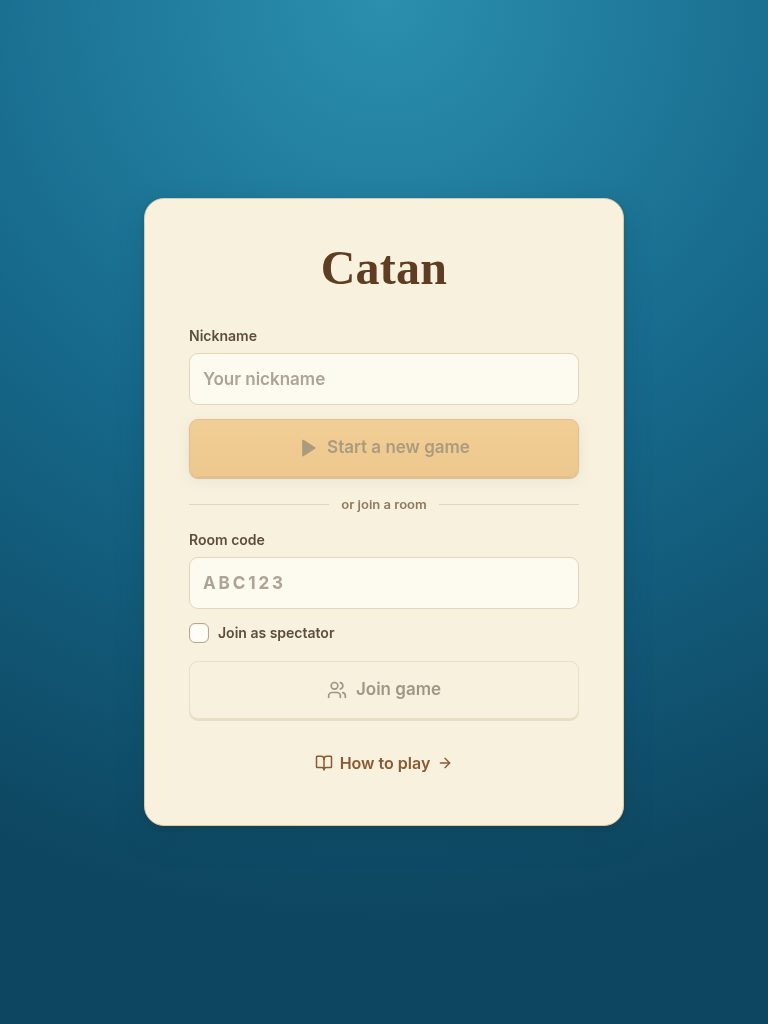 Catan
Nickname
Your nickname
Start a new game
or join a room
Room code
ABC123
Join as spectator
Join game
How to play